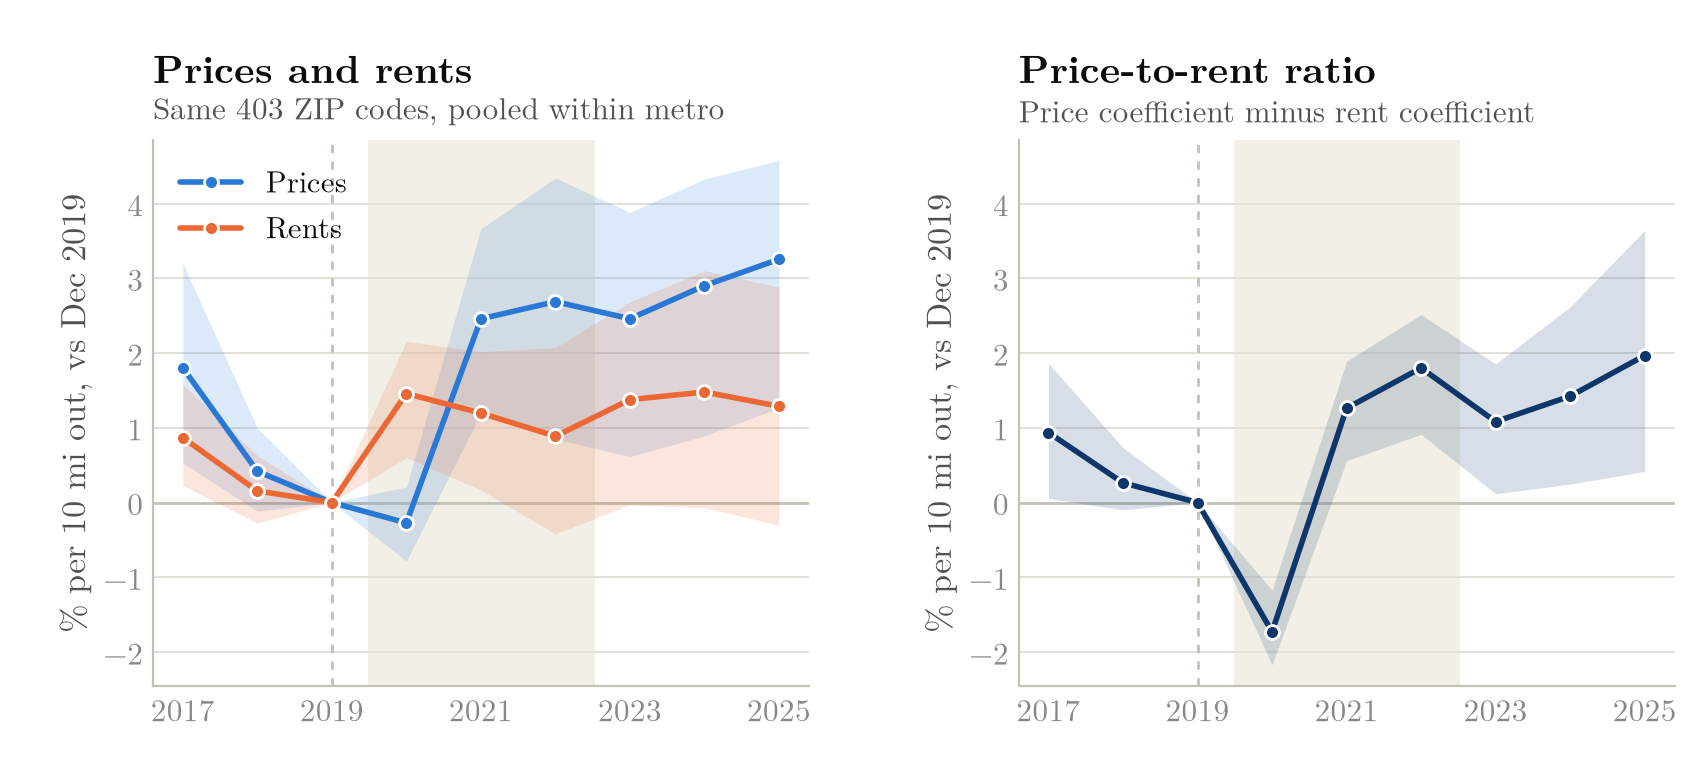 Prices and rents
Same 403 ZIP codes, pooled within metro
Prices
Rents
% per 10 mi out, vs Dec 2019
4
3
2
1
0
−1
−2
2017 2019 2021 2023 2025
Price-to-rent ratio
Price coefficient minus rent coefficient
% per 10 mi out, vs Dec 2019
4
3
2
1
0
−1
−2
2017 2019 2021 2023 2025